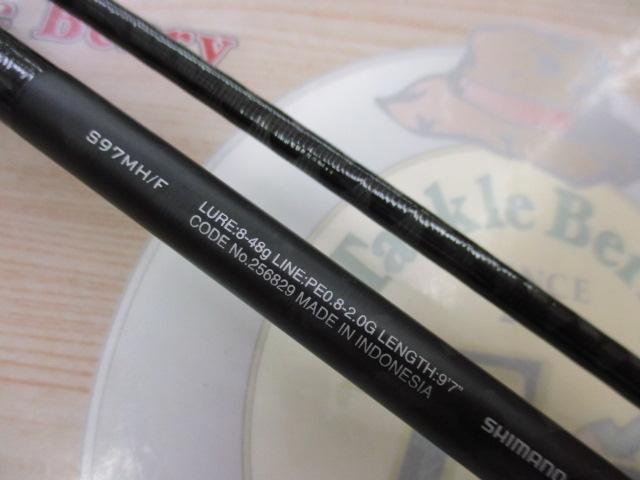 Berry
S97MH/F
LURE:8-48g LINE:PE0.8-2.0G LENGTH:9'7"
CODE No.256829 MADE IN INDONESIA
SHIMANO
Tackle Ber